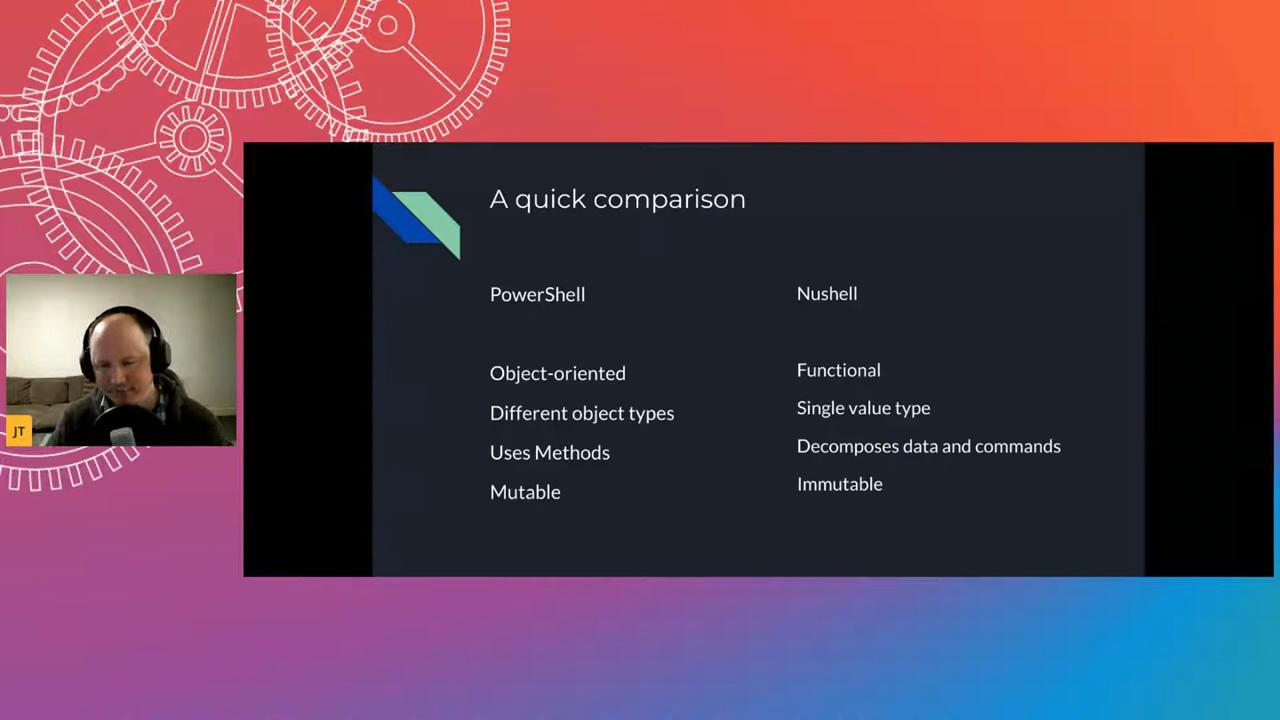 A quick comparison
PowerShell
Object-oriented
Different object types
Uses Methods
Mutable
Nushell
Functional
Single value type
Decomposes data and commands
Immutable
JT